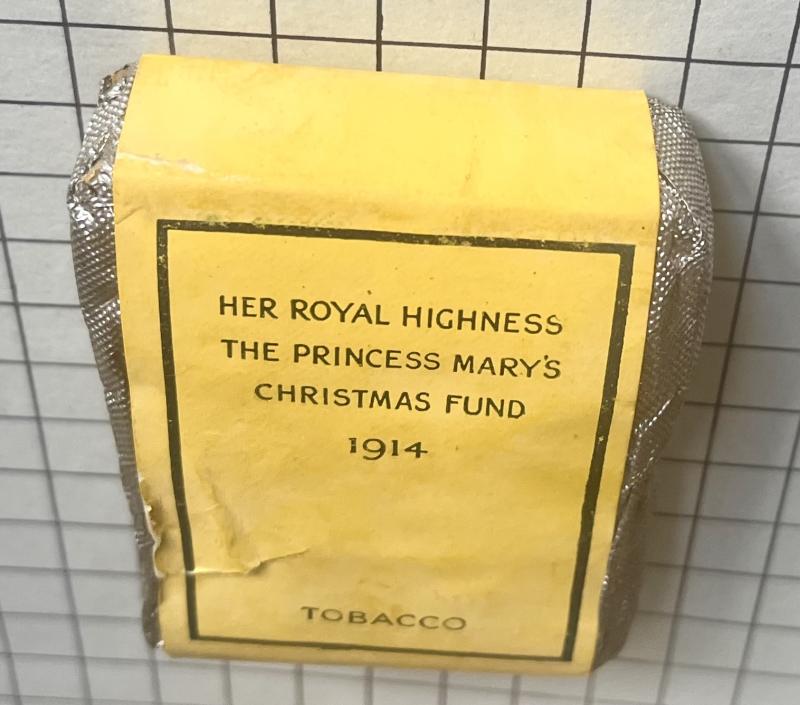 HER ROYAL HIGHNESS
THE PRINCESS MARY'S
CHRISTMAS FUND
1914
TOBACCO